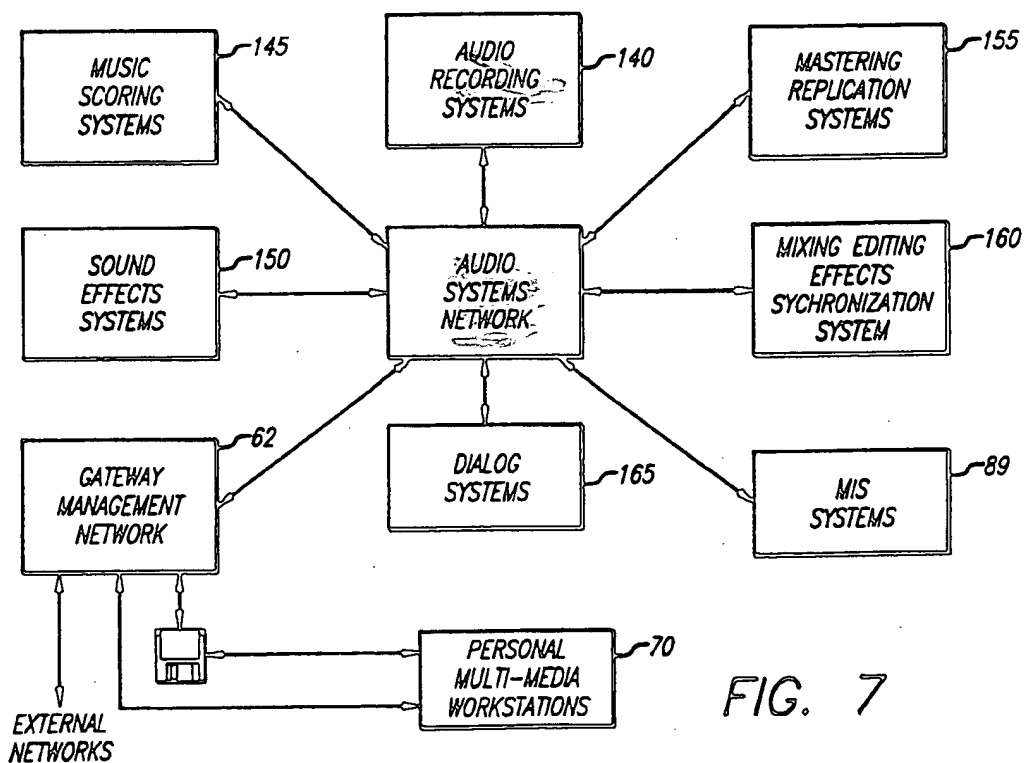 MUSIC
SCORING
SYSTEMS
145
AUDIO
RECORDING
SYSTEMS
140
MASTERING
REPLICATION
SYSTEMS
155
SOUND
EFFECTS
SYSTEMS
150
AUDIO
SYSTEMS
NETWORK
MIXING EDITING
EFFECTS
SYCHRONIZATION
SYSTEM
160
GATEWAY
MANAGEMENT
NETWORK
62
DIALOG
SYSTEMS
165
MIS
SYSTEMS
89
PERSONAL
MULTI-MEDIA
WORKSTATIONS
70
EXTERNAL
NETWORKS
FIG. 7